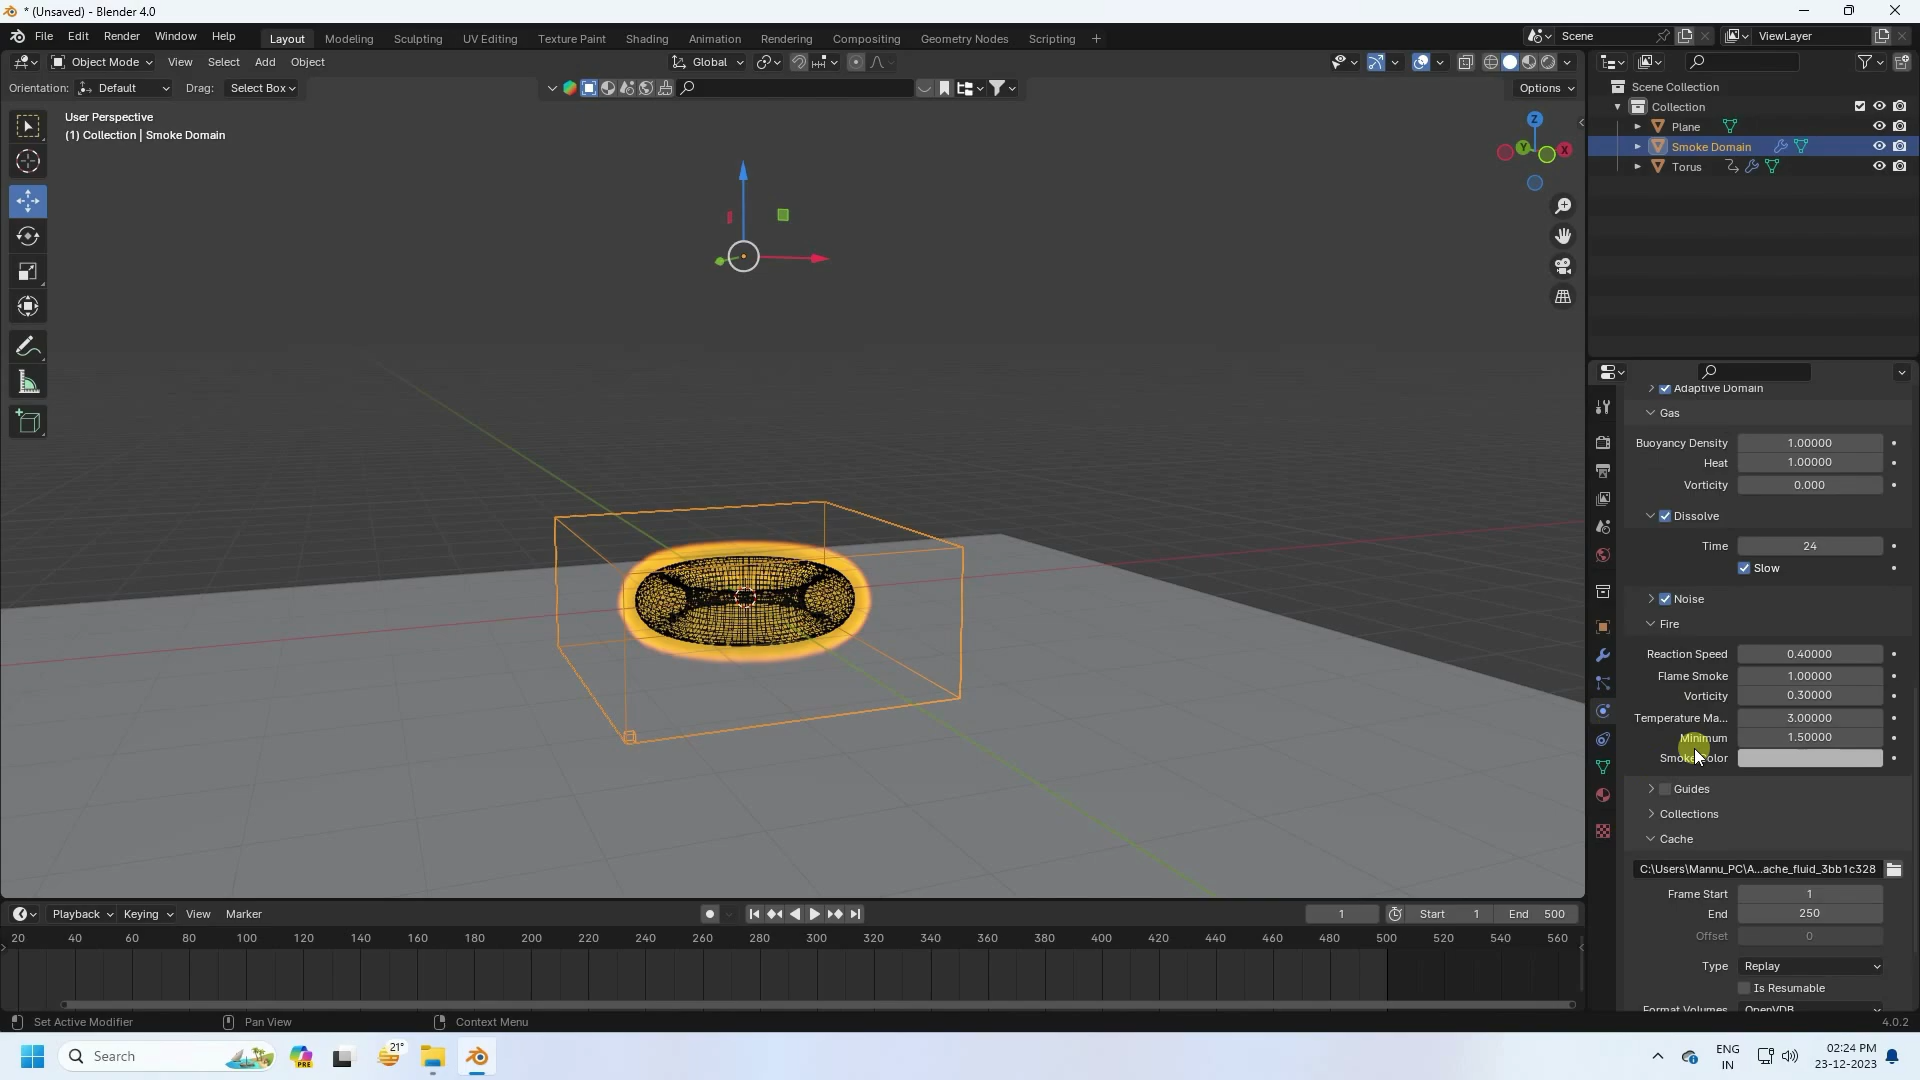 * (Unsaved) - Blender 4.0
File Edit Render Window Help
Layout Modeling Sculpting UV Editing Texture Paint Shading Animation Rendering Compositing Geometry Nodes Scripting +
Scene
ViewLayer
Object Mode View Select Add Object
Global
Orientation: Default Drag: Select Box
Options
User Perspective
(1) Collection | Smoke Domain
Z
Y
X
Scene Collection
Collection
Plane
Smoke Domain
Torus
Adaptive Domain
Gas
Buoyancy Density 1.00000
Heat 1.00000
Vorticity 0.000
Dissolve
Time 24
Slow
Noise
Fire
Reaction Speed 0.40000
Flame Smoke 1.00000
Vorticity 0.30000
Temperature Ma... 3.00000
Minimum 1.50000
Smoke Color
Guides
Collections
Cache
C:\Users\Mannu_PC\A...ache_fluid_3bb1c328
Frame Start 1
End 250
Offset 0
Type Replay
Is Resumable
Format Volumes OpenVDB
Playback Keying View Marker
1 Start 1 End 500
20 40 60 80 100 120 140 160 180 200 220 240 260 280 300 320 340 360 380 400 420 440 460 480 500 520 540 560
Set Active Modifier Pan View Context Menu
4.0.2
Search
PRE
21°
ENG
IN
02:24 PM
23-12-2023